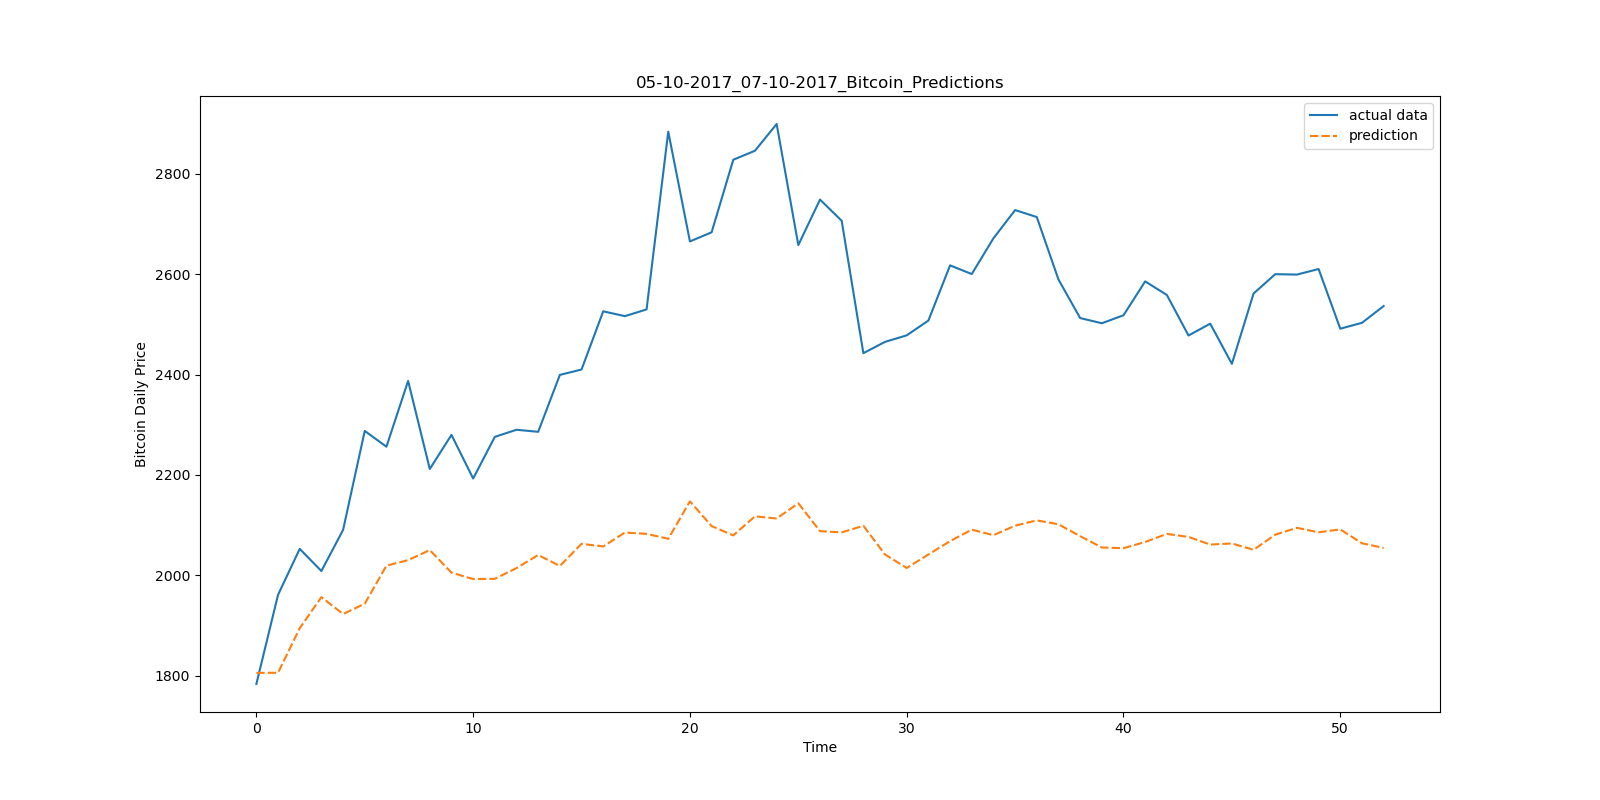 05-10-2017_07-10-2017_Bitcoin_Predictions
actual data
prediction
Bitcoin Daily Price
2800
2600
2400
2200
2000
1800
0 10 20 30 40 50
Time